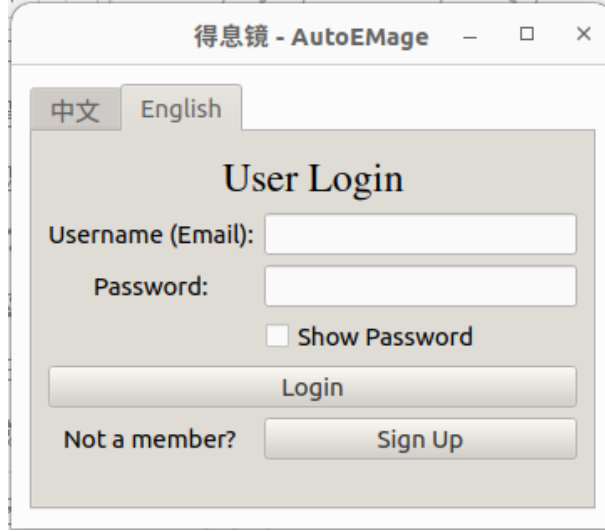 得息镜 - AutoEMage
中文 English
User Login
Username (Email):
Password:
Show Password
Login
Not a member? Sign Up